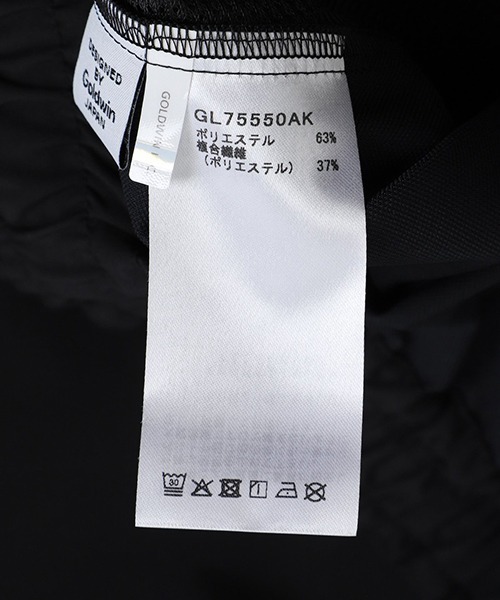 DESIGNED
BY
Goldwin
JAPAN
GOLDWIN
GL75550AK
ポリエステル 63%
複合繊維
(ポリエステル) 37%
30